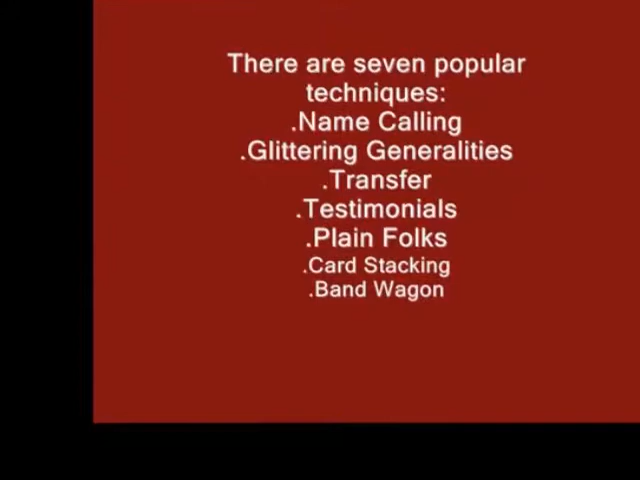 There are seven popular
techniques:
.Name Calling
.Glittering Generalities
.Transfer
.Testimonials
.Plain Folks
.Card Stacking
.Band Wagon